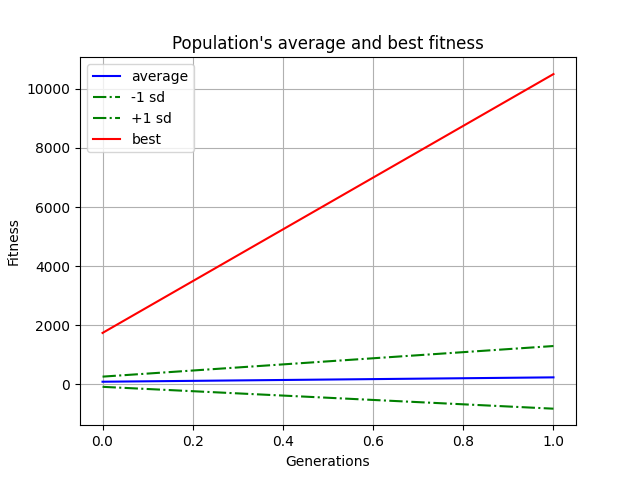 Population's average and best fitness
average
-1 sd
+1 sd
best
10000
8000
6000
4000
2000
0
Fitness
0.0 0.2 0.4 0.6 0.8 1.0
Generations